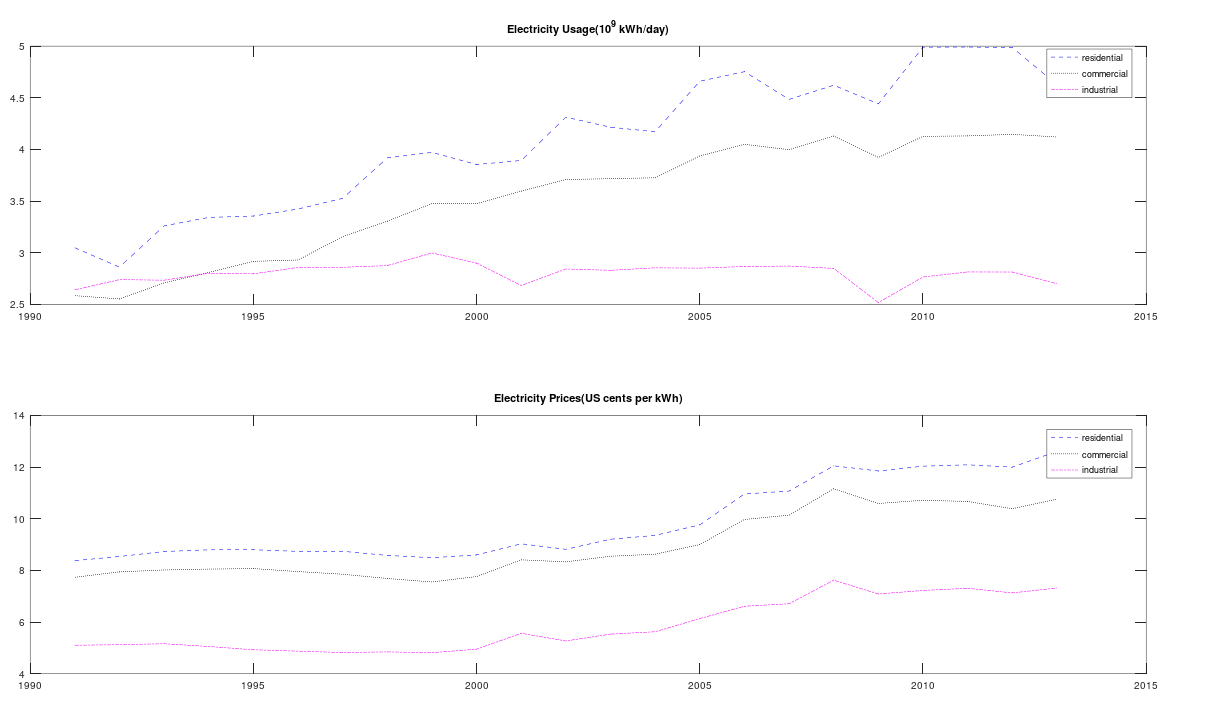 Electricity Usage(10^9 kWh/day)
5
4.5
4
3.5
3
2.5
residential
commercial
industrial
1990 1995 2000 2005 2010 2015
Electricity Prices(US cents per kWh)
14
12
10
8
6
4
residential
commercial
industrial
1990 1995 2000 2005 2010 2015